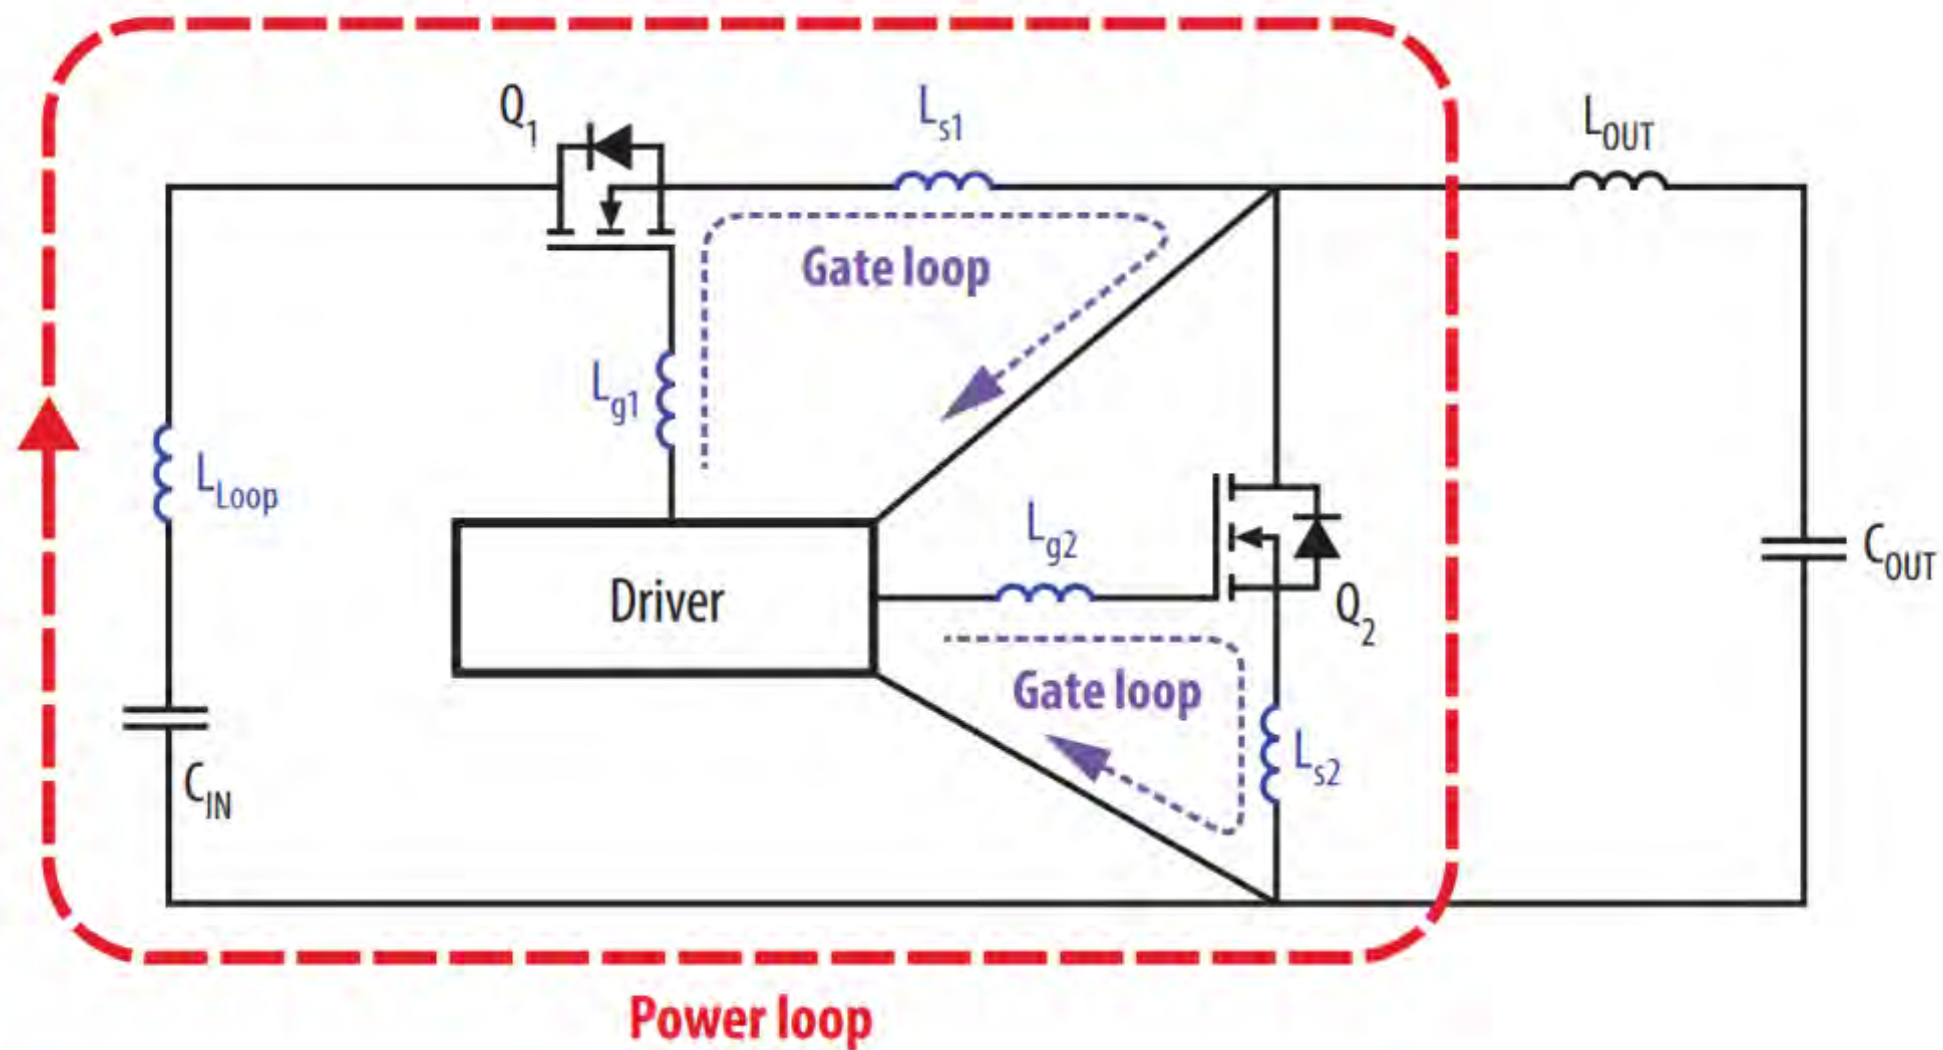 Q1
Ls1
LOUT
Gate loop
Lg1
LLoop
Lg2
COUT
Driver
Q2
Gate loop
Ls2
CIN
Power loop